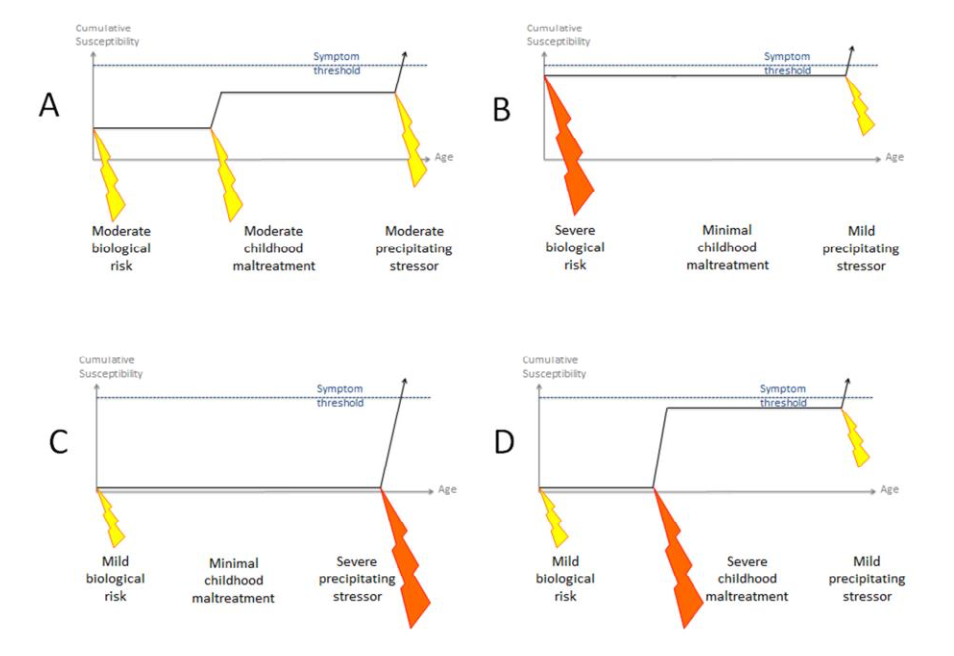 Cumulative
Susceptibility
Symptom
threshold
A
Age
Moderate
biological
risk
Moderate
childhood
maltreatment
Moderate
precipitating
stressor
Cumulative
Susceptibility
Symptom
threshold
B
Age
Severe
biological
risk
Minimal
childhood
maltreatment
Mild
precipitating
stressor
Cumulative
Susceptibility
Symptom
threshold
C
Age
Mild
biological
risk
Minimal
childhood
maltreatment
Severe
precipitating
stressor
Cumulative
Susceptibility
Symptom
threshold
D
Age
Mild
biological
risk
Severe
childhood
maltreatment
Mild
precipitating
stressor